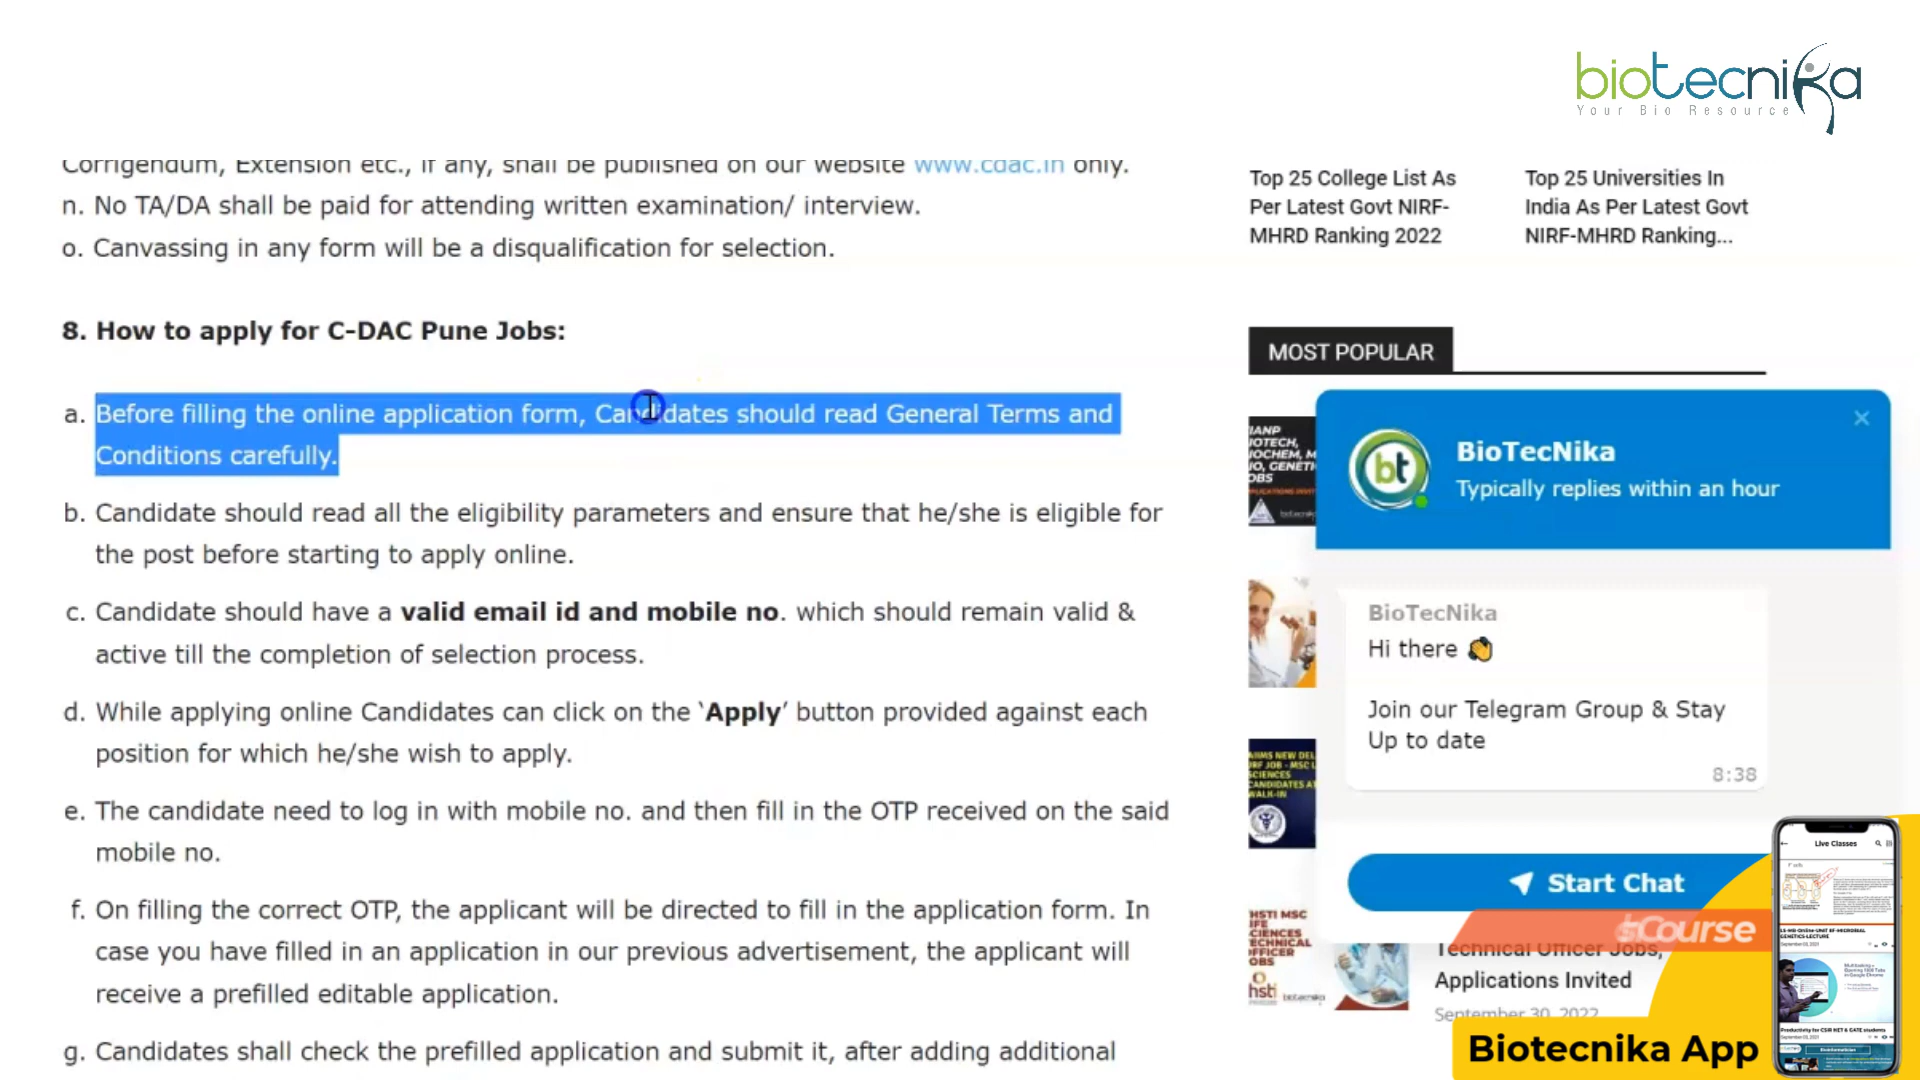 biotecnika
Your Bio Resource
Corrigendum, Extension etc., if any, shall be published on our website www.cdac.in only.
n. No TA/DA shall be paid for attending written examination/ interview.
o. Canvassing in any form will be a disqualification for selection.
8. How to apply for C-DAC Pune Jobs:
a. Before filling the online application form, Candidates should read General Terms and
Conditions carefully.
b. Candidate should read all the eligibility parameters and ensure that he/she is eligible for
the post before starting to apply online.
c. Candidate should have a valid email id and mobile no. which should remain valid &
active till the completion of selection process.
d. While applying online Candidates can click on the ‘Apply’ button provided against each
position for which he/she wish to apply.
e. The candidate need to log in with mobile no. and then fill in the OTP received on the said
mobile no.
f. On filling the correct OTP, the applicant will be directed to fill in the application form. In
case you have filled in an application in our previous advertisement, the applicant will
receive a prefilled editable application.
g. Candidates shall check the prefilled application and submit it, after adding additional
Top 25 College List As
Per Latest Govt NIRF-
MHRD Ranking 2022
Top 25 Universities In
India As Per Latest Govt
NIRF-MHRD Ranking...
MOST POPULAR
bt
BioTecNika
Typically replies within an hour
BioTecNika
Hi there 👋
Join our Telegram Group & Stay
Up to date
8:38
Start Chat
Course
Technical Officer Jobs,
Applications Invited
September 30, 2022
Biotecnika App
Live Classes